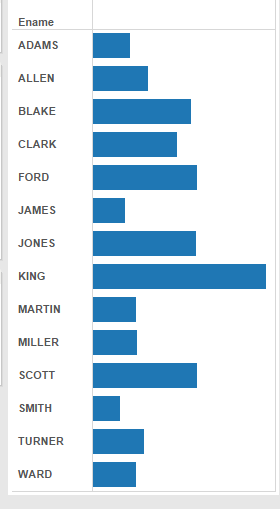 Ename
ADAMS
ALLEN
BLAKE
CLARK
FORD
JAMES
JONES
KING
MARTIN
MILLER
SCOTT
SMITH
TURNER
WARD